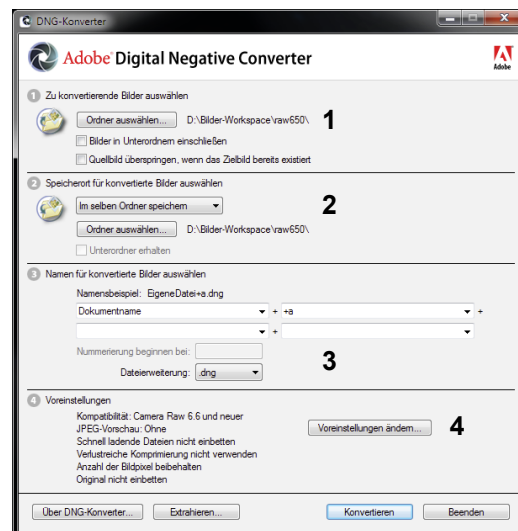 DNG-Konverter
Adobe Digital Negative Converter
Adobe
1 Zu konvertierende Bilder auswählen
Ordner auswählen... D:\Bilder-Workspace\raw650\ 1
Bilder in Unterordnern einschließen
Quellbild überspringen, wenn das Zielbild bereits existiert
2 Speicherort für konvertierte Bilder auswählen
Im selben Ordner speichern 2
Ordner auswählen... D:\Bilder-Workspace\raw650\
Unterordner erhalten
3 Namen für konvertierte Bilder auswählen
Namensbeispiel: EigeneDatei+a.dng
Dokumentname + +a +
+
Nummerierung beginnen bei: 3
Dateierweiterung: .dng
4 Voreinstellungen
Kompatibilität: Camera Raw 6.6 und neuer
JPEG-Vorschau: Ohne Voreinstellungen ändern... 4
Schnell ladende Dateien nicht einbetten
Verlustreiche Komprimierung nicht verwenden
Anzahl der Bildpixel beibehalten
Original nicht einbetten
Über DNG-Konverter... Extrahieren... Konvertieren Beenden